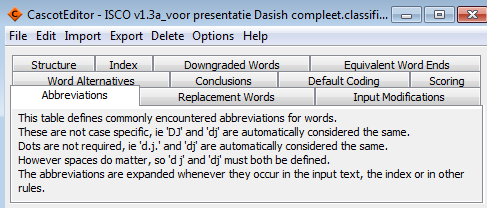 CascotEditor - ISCO v1.3a_voor presentatie Dasish compleet.classifi...
File Edit Import Export Delete Options Help
Structure Index Downgraded Words Equivalent Word Ends
Word Alternatives Conclusions Default Coding Scoring
Abbreviations Replacement Words Input Modifications
This table defines commonly encountered abbreviations for words.
These are not case specific, ie 'DJ' and 'dj' are automatically considered the same.
Dots are not required, ie 'd.j.' and 'dj' are automatically considered the same.
However spaces do matter, so 'd j' and 'dj' must both be defined.
The abbreviations are expanded whenever they occur in the input text, the index or in other
rules.